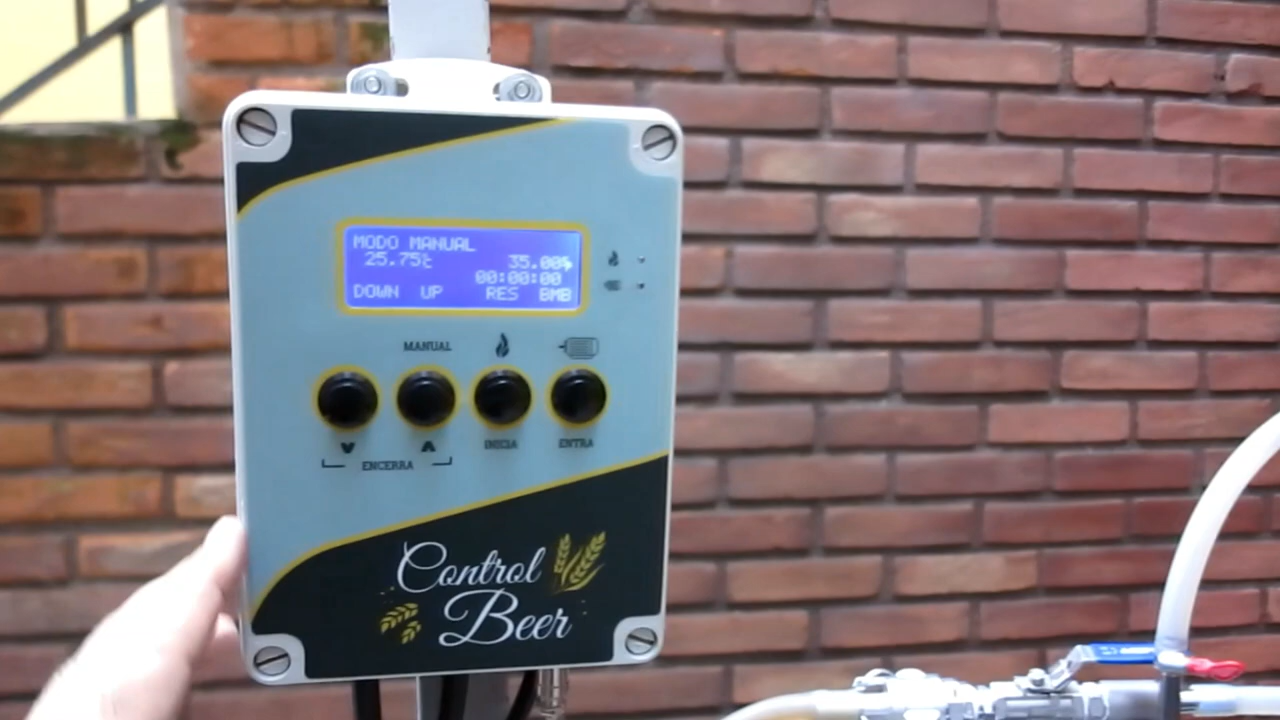 MODO MANUAL
25.75℃ 35.00%
00:00:00
DOWN UP RES BMB
MANUAL
INICIA ENTRA
ENCERRA
Control
Beer